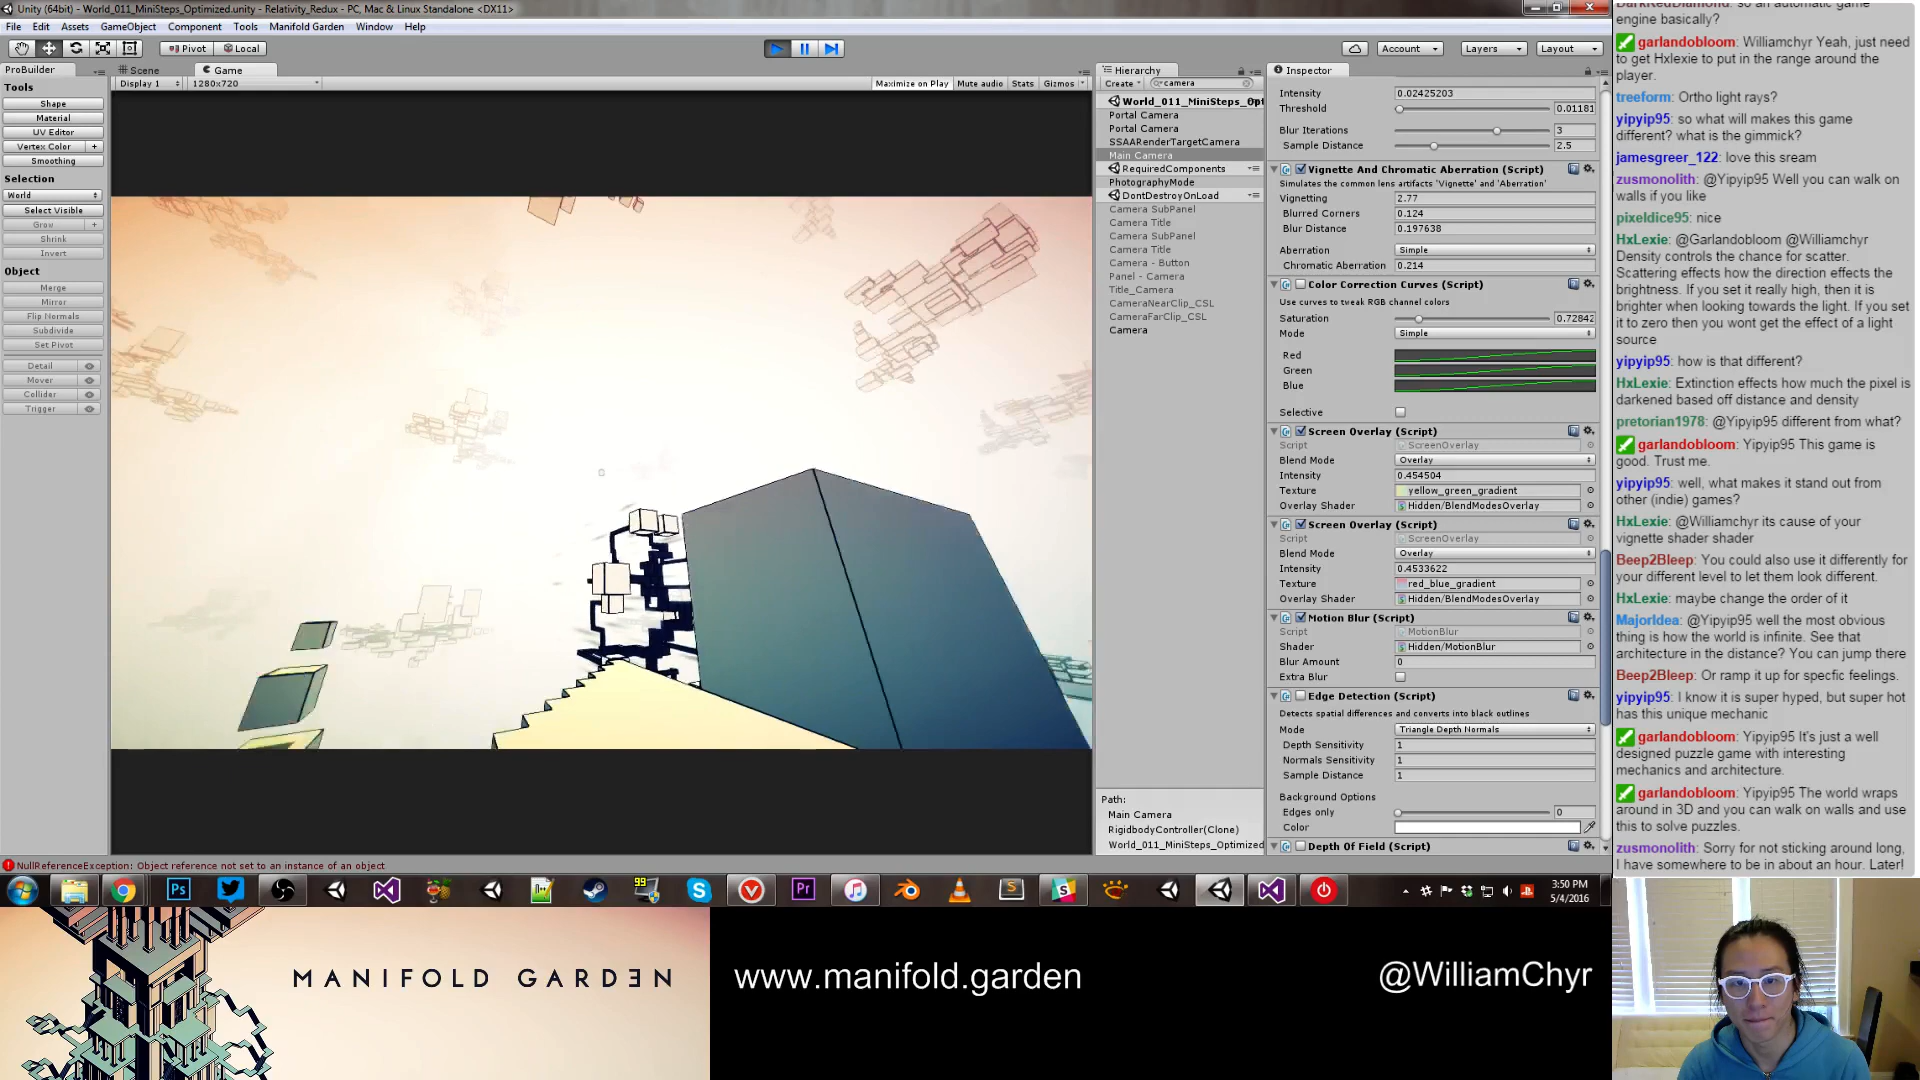 Unity (64bit) - World_011_MiniSteps_Optimized.unity - Relativity_Redux - PC, Mac & Linux Standalone <DX11>
File Edit Assets GameObject Component Tools Manifold Garden Window Help
Pivot Local Account Layers Layout
ProBuilder
Tools
Shape
Material
UV Editor
Vertex Color +
Smoothing
Selection
World
Select Visible
Grow +
Shrink
Invert
Object
Merge
Mirror
Flip Normals
Subdivide
Set Pivot
Detail
Mover
Collider
Trigger
Scene Game
Display 1 1280x720 Maximize on Play Mute audio Stats Gizmos
Hierarchy
Create camera
World_011_MiniSteps_Opt
Portal Camera
Portal Camera
SSAARenderTargetCamera
Main Camera
RequiredComponents
PhotographyMode
DontDestroyOnLoad
Camera SubPanel
Camera Title
Camera SubPanel
Camera Title
Camera - Button
Panel - Camera
Title_Camera
CameraNearClip_CSL
CameraFarClip_CSL
Camera
Path:
Main Camera
RigidbodyController(Clone)
World_011_MiniSteps_Optimized
Inspector
Intensity 0.02425203
Threshold 0.01181
Blur Iterations 3
Sample Distance 2.5
Vignette And Chromatic Aberration (Script)
Simulates the common lens artifacts 'Vignette' and 'Aberration'
Vignetting 2.77
Blurred Corners 0.124
Blur Distance 0.197638
Aberration Simple
Chromatic Aberration 0.214
Color Correction Curves (Script)
Use curves to tweak RGB channel colors
Saturation 0.72842
Mode Simple
Red
Green
Blue
Selective
Screen Overlay (Script)
Script ScreenOverlay
Blend Mode Overlay
Intensity 0.454504
Texture yellow_green_gradient
Overlay Shader Hidden/BlendModesOverlay
Screen Overlay (Script)
Script ScreenOverlay
Blend Mode Overlay
Intensity 0.4533622
Texture red_blue_gradient
Overlay Shader Hidden/BlendModesOverlay
Motion Blur (Script)
Script MotionBlur
Shader Hidden/MotionBlur
Blur Amount 0
Extra Blur
Edge Detection (Script)
Detects spatial differences and converts into black outlines
Mode Triangle Depth Normals
Depth Sensitivity 1
Normals Sensitivity 1
Sample Distance 1
Background Options
Edges only 0
Color
Depth Of Field (Script)
NullReferenceException: Object reference not set to an instance of an object
3:50 PM
5/4/2016
DarkRedDiamond: so an automatic game
engine basically?
garlandobloom: Williamchyr Yeah, just need
to get Hxlexie to put in the range around the
player.
treeform: Ortho light rays?
yipyip95: so what will makes this game
different? what is the gimmick?
jamesgreer_122: love this sream
zusmonolith: @Yipyip95 Well you can walk on
walls if you like
pixeldice95: nice
HxLexie: @Garlandobloom @Williamchyr
Density controls the chance for scatter.
Scattering effects how the direction effects the
brightness. If you set it really high, then it is
brighter when looking towards the light. If you set
it to zero then you wont get the effect of a light
source
yipyip95: how is that different?
HxLexie: Extinction effects how much the pixel is
darkened based off distance and density
pretorian1978: @Yipyip95 different from what?
garlandobloom: Yipyip95 This game is
good. Trust me.
yipyip95: well, what makes it stand out from
other (indie) games?
HxLexie: @Williamchyr its cause of your
vignette shader shader
Beep2Bleep: You could also use it differently for
your different level to let them look different.
HxLexie: maybe change the order of it
MajorIdea: @Yipyip95 well the most obvious
thing is how the world is infinite. See that
architecture in the distance? You can jump there
Beep2Bleep: Or ramp it up for specfic feelings.
yipyip95: I know it is super hyped, but super hot
has this unique mechanic
garlandobloom: Yipyip95 It's just a well
designed puzzle game with interesting
mechanics and architecture.
garlandobloom: Yipyip95 The world wraps
around in 3D and you can walk on walls and use
this to solve puzzles.
zusmonolith: Sorry for not sticking around long,
I have somewhere to be in about an hour. Later!
MANIFOLD GARDƎN
www.manifold.garden
@WilliamChyr